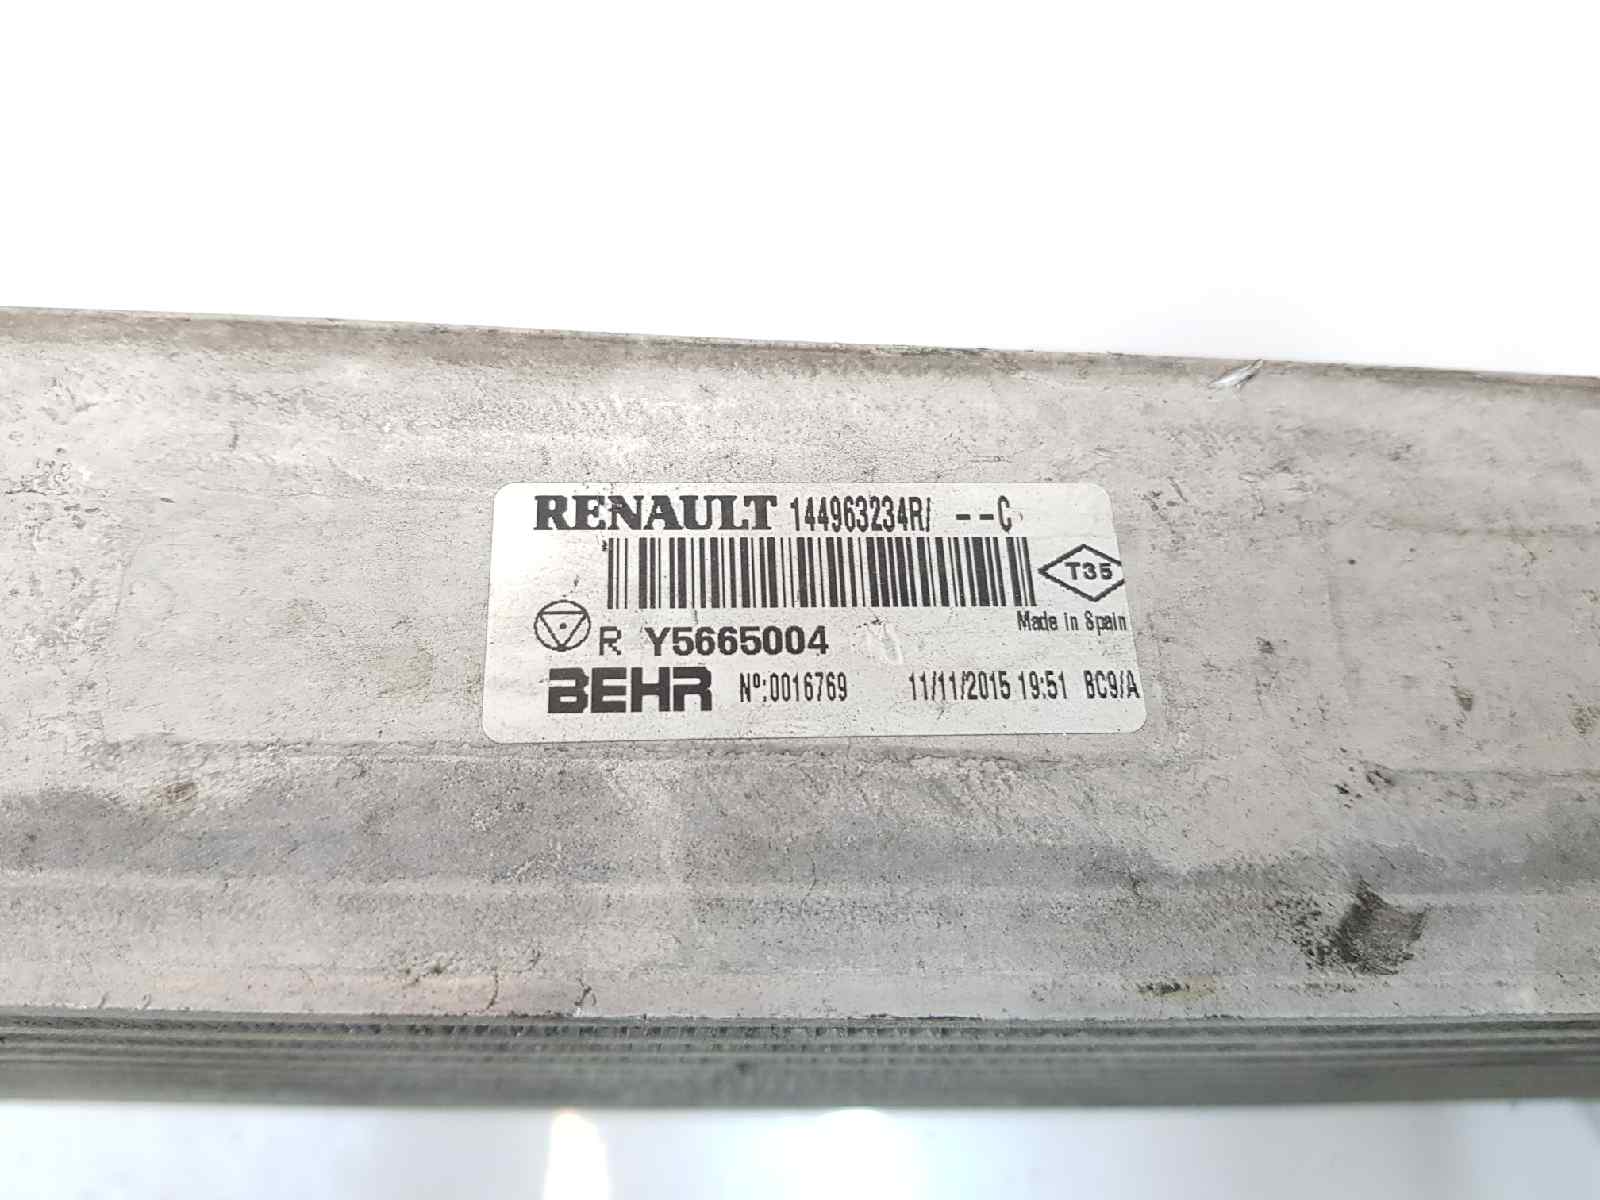 RENAULT 144963234R/ --C
T35
Made in Spain
R Y5665004
BEHR Nº:0016769 11/11/2015 19:51 BC9/A